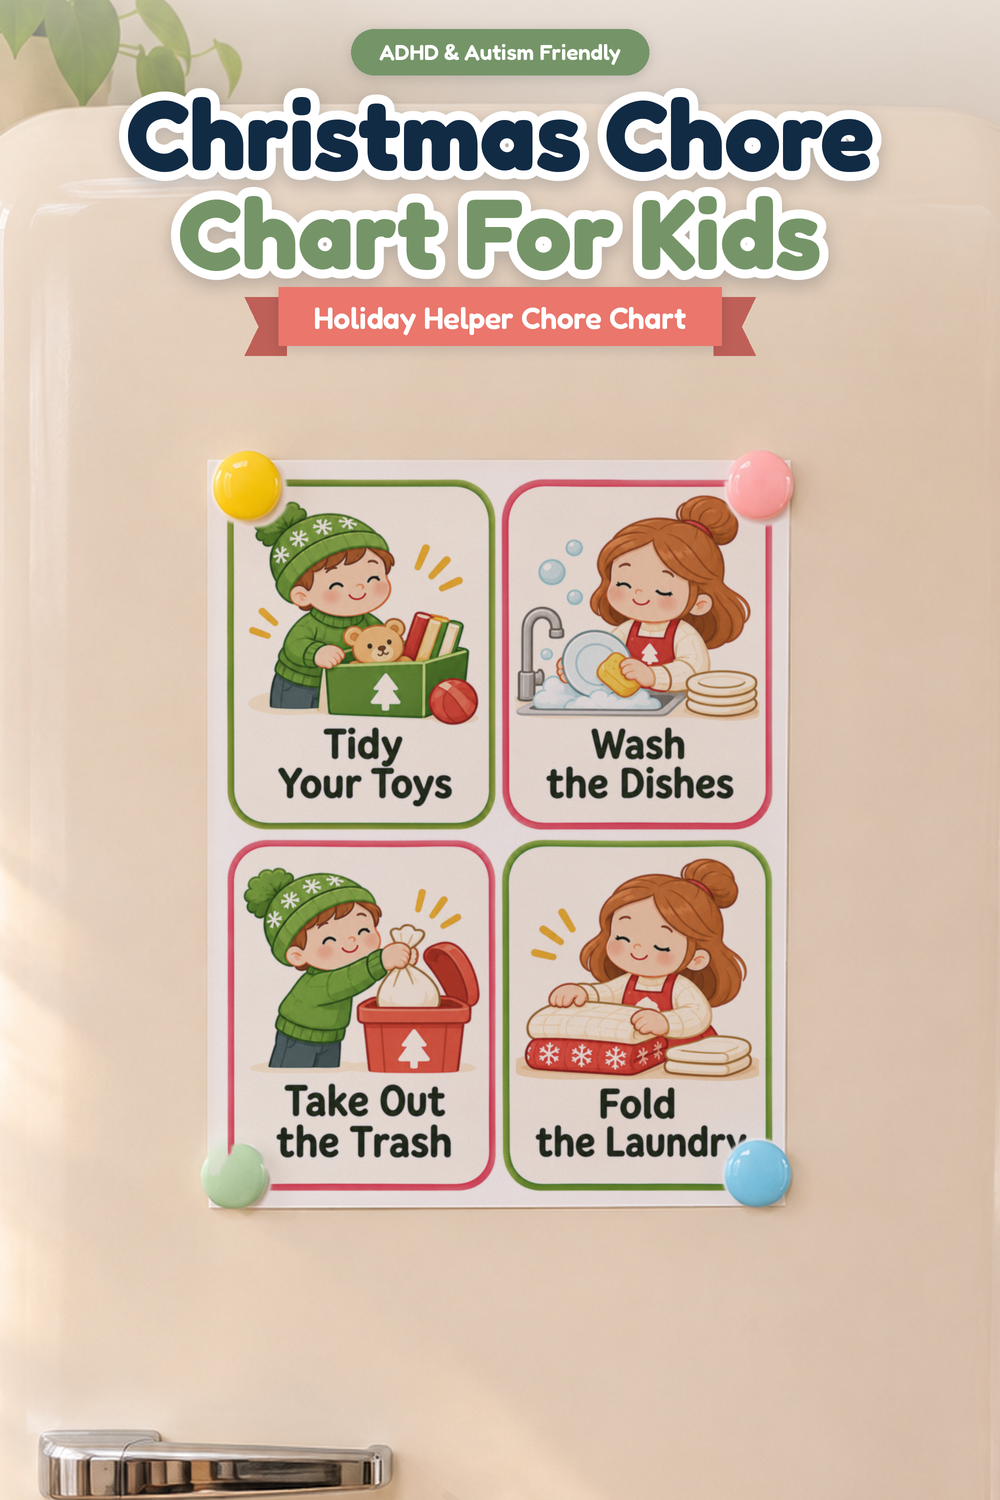 ADHD & Autism Friendly
Christmas Chore
Chart For Kids
Holiday Helper Chore Chart
Tidy
Your Toys
Wash
the Dishes
Take Out
the Trash
Fold
the Laundry